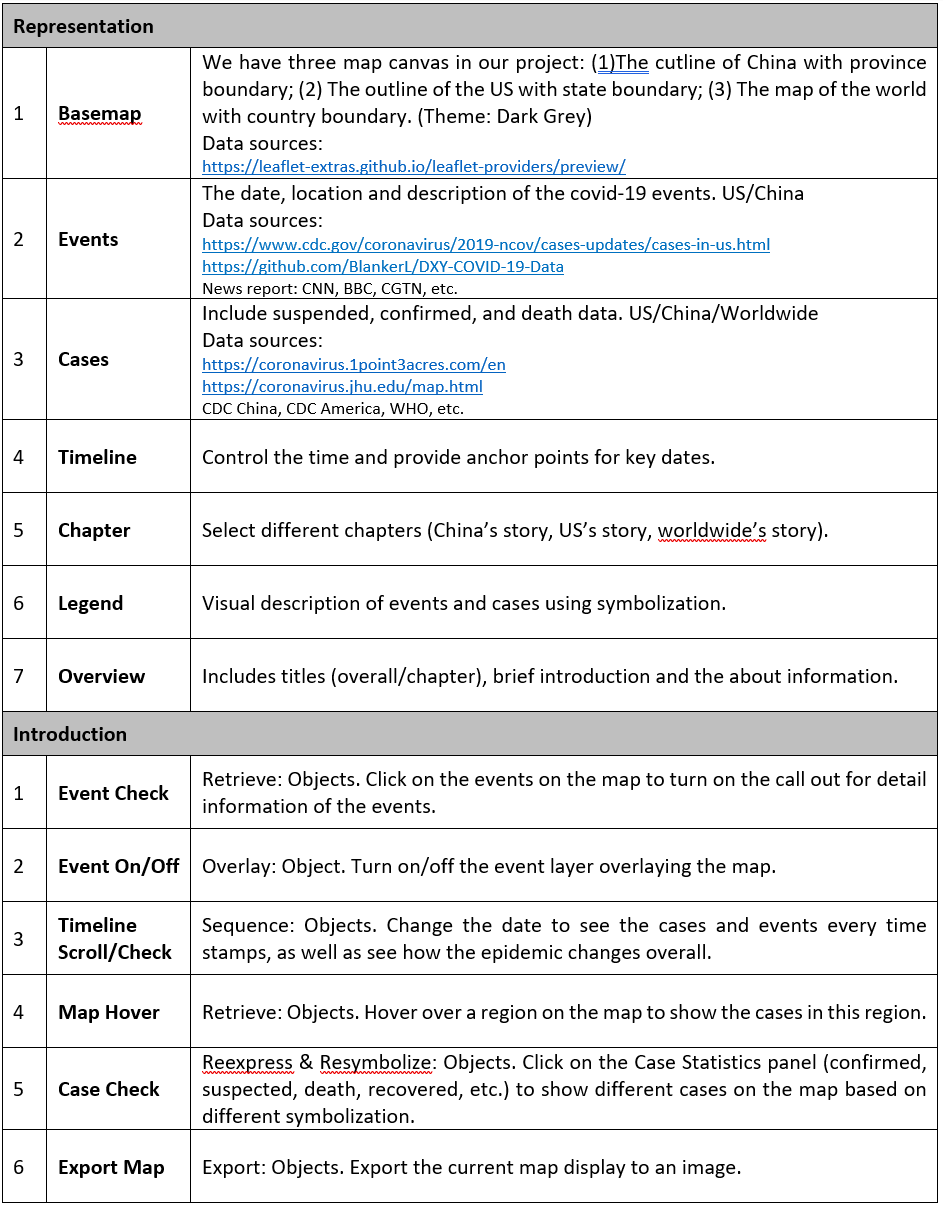 Representation
1
Basemap
We have three map canvas in our project: (1)The cutline of China with province
boundary; (2) The outline of the US with state boundary; (3) The map of the world
with country boundary. (Theme: Dark Grey)
Data sources:
https://leaflet-extras.github.io/leaflet-providers/preview/
2
Events
The date, location and description of the covid-19 events. US/China
Data sources:
https://www.cdc.gov/coronavirus/2019-ncov/cases-updates/cases-in-us.html
https://github.com/BlankerL/DXY-COVID-19-Data
News report: CNN, BBC, CGTN, etc.
3
Cases
Include suspended, confirmed, and death data. US/China/Worldwide
Data sources:
https://coronavirus.1point3acres.com/en
https://coronavirus.jhu.edu/map.html
CDC China, CDC America, WHO, etc.
4
Timeline
Control the time and provide anchor points for key dates.
5
Chapter
Select different chapters (China’s story, US’s story, worldwide’s story).
6
Legend
Visual description of events and cases using symbolization.
7
Overview
Includes titles (overall/chapter), brief introduction and the about information.
Introduction
1
Event Check
Retrieve: Objects. Click on the events on the map to turn on the call out for detail
information of the events.
2
Event On/Off
Overlay: Object. Turn on/off the event layer overlaying the map.
3
Timeline
Scroll/Check
Sequence: Objects. Change the date to see the cases and events every time
stamps, as well as see how the epidemic changes overall.
4
Map Hover
Retrieve: Objects. Hover over a region on the map to show the cases in this region.
5
Case Check
Reexpress & Resymbolize: Objects. Click on the Case Statistics panel (confirmed,
suspected, death, recovered, etc.) to show different cases on the map based on
different symbolization.
6
Export Map
Export: Objects. Export the current map display to an image.